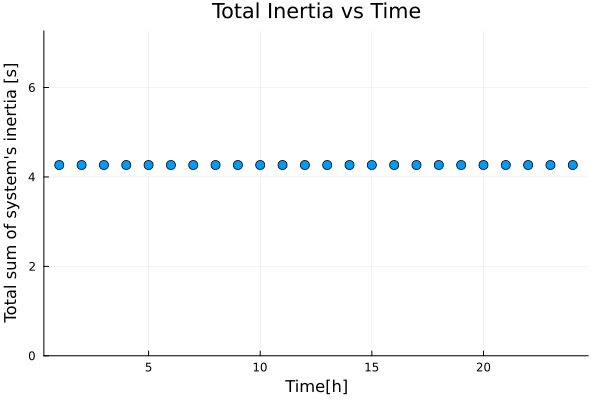 Total Inertia vs Time
Total sum of system's inertia [s]
6
4
2
0
5 10 15 20
Time[h]